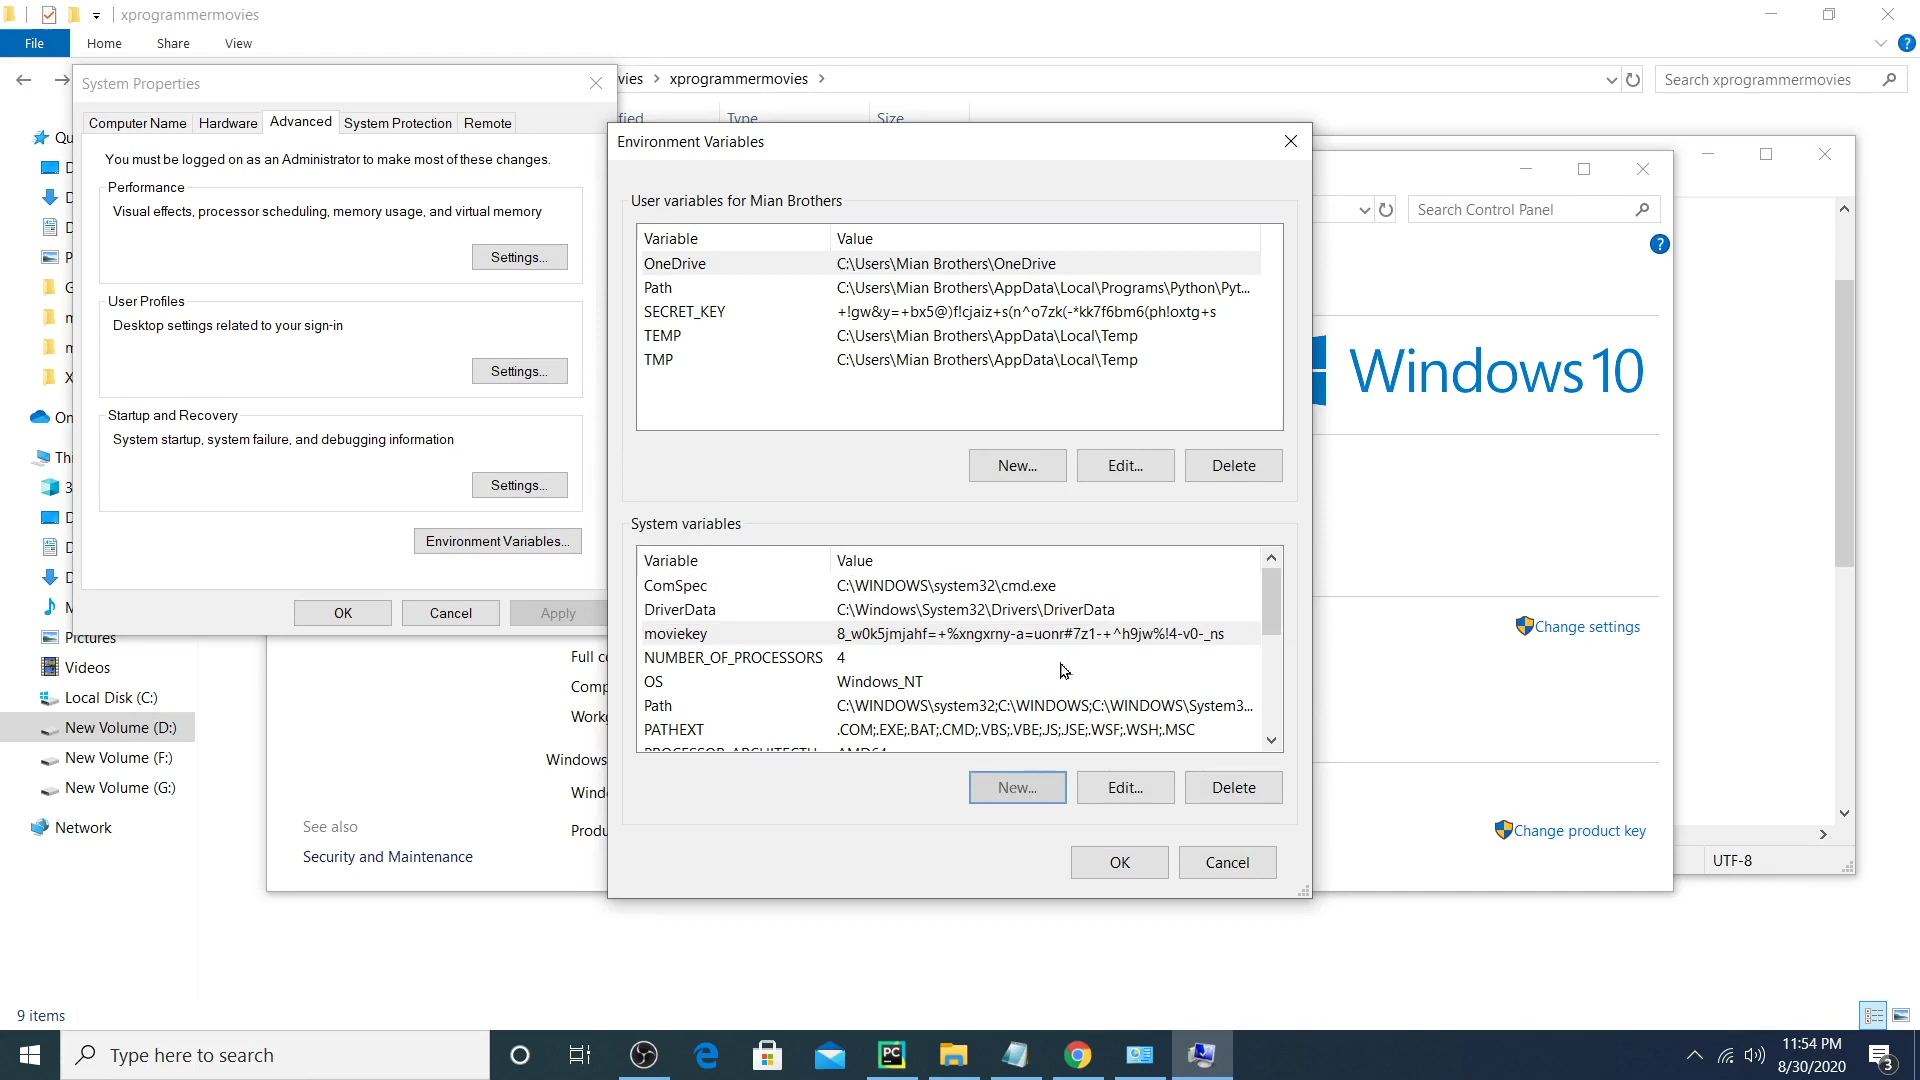 xprogrammermovies
File Home Share View
System Properties
vies > xprogrammermovies >
Search xprogrammermovies
Computer Name Hardware Advanced System Protection Remote
Type Size
Environment Variables
You must be logged on as an Administrator to make most of these changes.
Performance
Visual effects, processor scheduling, memory usage, and virtual memory
Settings...
User Profiles
Desktop settings related to your sign-in
Settings...
Startup and Recovery
System startup, system failure, and debugging information
Settings...
Environment Variables...
OK Cancel Apply
User variables for Mian Brothers
Variable Value
OneDrive C:\Users\Mian Brothers\OneDrive
Path C:\Users\Mian Brothers\AppData\Local\Programs\Python\Pyt...
SECRET_KEY +!gw&y=+bx5@)f!cjaiz+s(n^o7zk(-*kk7f6bm6(ph!oxtg+s
TEMP C:\Users\Mian Brothers\AppData\Local\Temp
TMP C:\Users\Mian Brothers\AppData\Local\Temp
New... Edit... Delete
System variables
Variable Value
ComSpec C:\WINDOWS\system32\cmd.exe
DriverData C:\Windows\System32\Drivers\DriverData
moviekey 8_w0k5jmjahf=+%xngxrny-a=uonr#7z1-+^h9jw%!4-v0-_ns
NUMBER_OF_PROCESSORS 4
OS Windows_NT
Path C:\WINDOWS\system32;C:\WINDOWS;C:\WINDOWS\System3...
PATHEXT .COM;.EXE;.BAT;.CMD;.VBS;.VBE;.JS;.JSE;.WSF;.WSH;.MSC
New... Edit... Delete
OK Cancel
Search Control Panel
Windows 10
Change settings
Change product key
UTF-8
Pictures
Videos
Local Disk (C:)
New Volume (D:)
New Volume (F:)
New Volume (G:)
Network
Full c
Comp
Work
Windows
Wind
Produ
See also
Security and Maintenance
9 items
Type here to search
PC
11:54 PM
8/30/2020
3